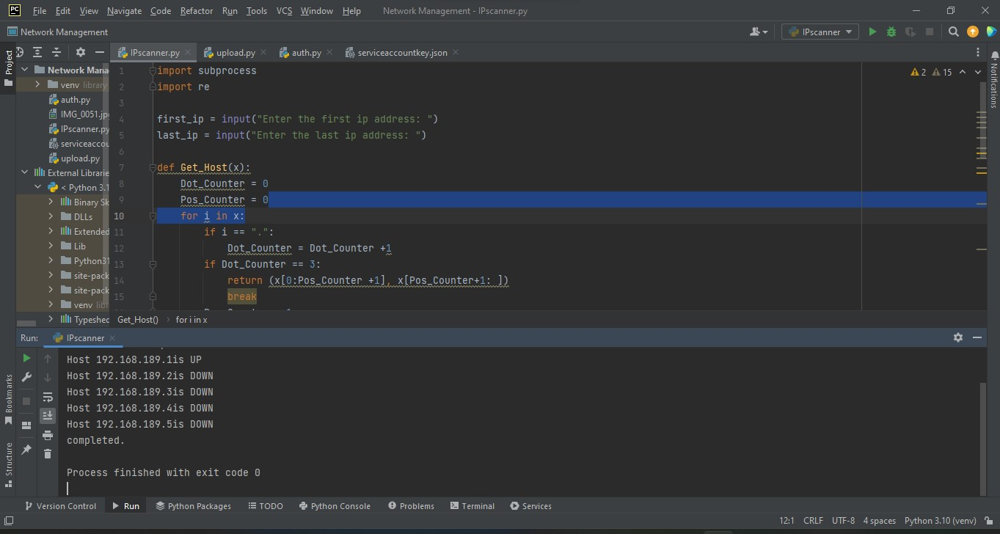 PC File Edit View Navigate Code Refactor Run Tools VCS Window Help Network Management - IPscanner.py
Network Management IPscanner
Project IPscanner.py upload.py auth.py serviceaccountkey.json
Notifications
Network Mana
venv library
auth.py
IMG_0051.jp
IPscanner.py
serviceaccou
upload.py
External Librarie
< Python 3.1
Binary Sk
DLLs
Extended
Lib
Python31
site-pack
site-pack
venv libr
Typeshed
2 15
1 import subprocess
2 import re
3
4 first_ip = input("Enter the first ip address: ")
5 last_ip = input("Enter the last ip address: ")
6
7 def Get_Host(x):
8 Dot_Counter = 0
9 Pos_Counter = 0
10 for i in x:
11 if i == ".":
12 Dot_Counter = Dot_Counter +1
13 if Dot_Counter == 3:
14 return (x[0:Pos_Counter +1], x[Pos_Counter+1: ])
15 break
Get_Host() for i in x
Run: IPscanner
Host 192.168.189.1is UP
Host 192.168.189.2is DOWN
Host 192.168.189.3is DOWN
Host 192.168.189.4is DOWN
Host 192.168.189.5is DOWN
completed.
Process finished with exit code 0
Bookmarks
Structure
Version Control Run Python Packages TODO Python Console Problems Terminal Services
12:1 CRLF UTF-8 4 spaces Python 3.10 (venv)